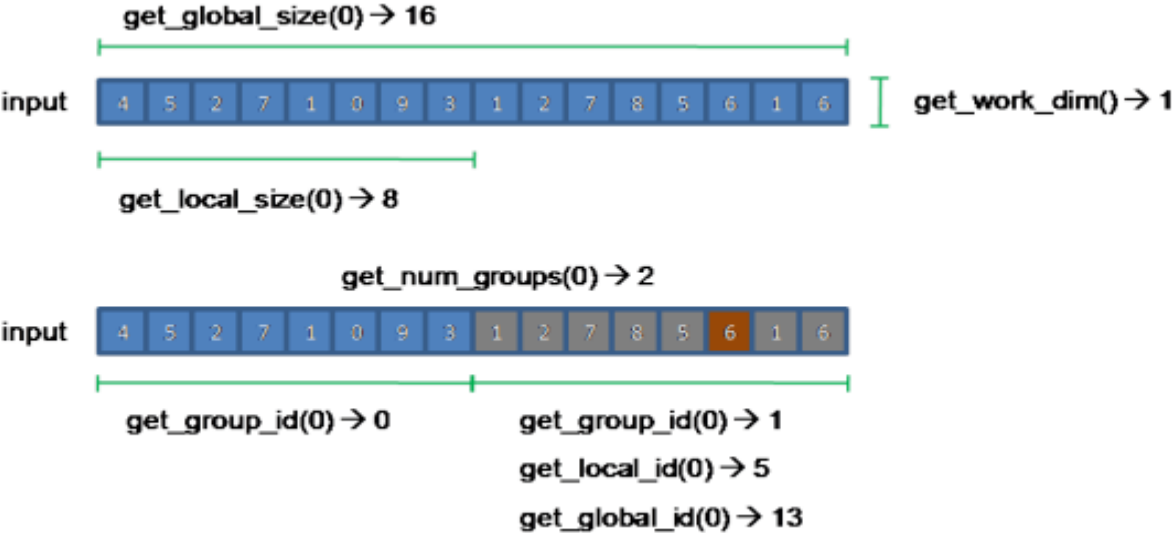 get_global_size(0) → 16
input 4 5 2 7 1 0 9 3 1 2 7 8 5 6 1 6
get_work_dim() → 1
get_local_size(0) → 8
get_num_groups(0) → 2
input 4 5 2 7 1 0 9 3 1 2 7 8 5 6 1 6
get_group_id(0) → 0
get_group_id(0) → 1
get_local_id(0) → 5
get_global_id(0) → 13